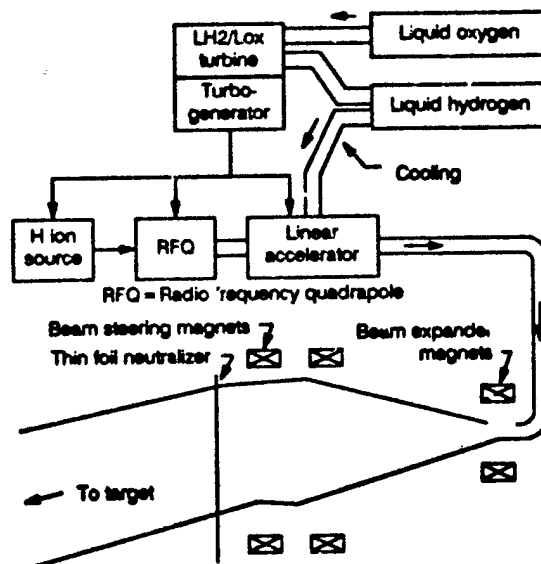 LH2/Lox
turbine
Turbo-
generator
Liquid oxygen
Liquid hydrogen
Cooling
H ion
source
RFQ
Linear
accelerator
RFQ = Radio 'requency quadrapole
Beam steering magnets
Thin foil neutralizer
Beam expande.
magnets
To target